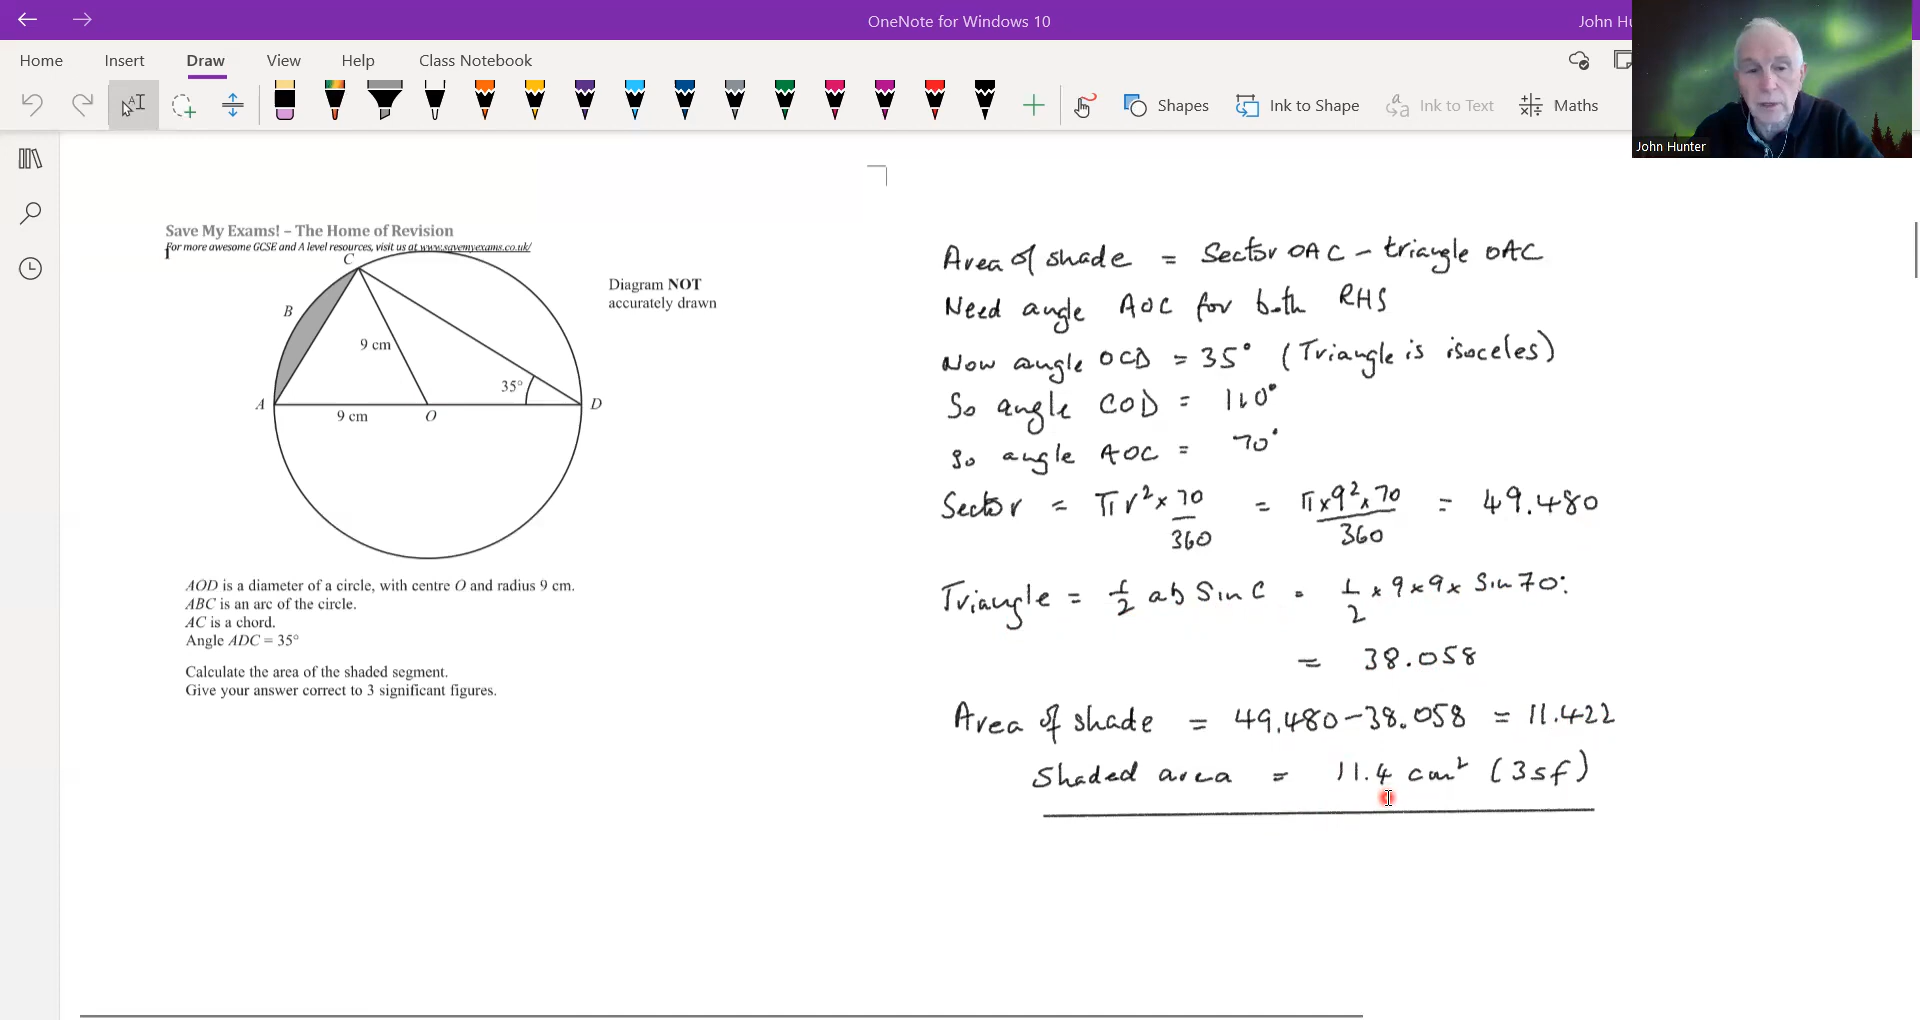 OneNote for Windows 10
John Hu
Home Insert Draw View Help Class Notebook
Shapes Ink to Shape Ink to Text Maths
John Hunter
Save My Exams! – The Home of Revision
For more awesome GCSE and A level resources, visit us at www.savemyexams.co.uk/
C
B
9 cm
35°
A
9 cm
O
D
Diagram NOT
accurately drawn
AOD is a diameter of a circle, with centre O and radius 9 cm.
ABC is an arc of the circle.
AC is a chord.
Angle ADC = 35°
Calculate the area of the shaded segment.
Give your answer correct to 3 significant figures.
Area of shade = Sector OAC – triangle OAC
Need angle AOC for both RHS
Now angle OCD = 35° (Triangle is isoceles)
So angle COD = 110°
So angle AOC = 70°
Sector = πr² × 70/360 = π×9²×70/360 = 49.480
Triangle = 1/2 ab Sin C = 1/2 × 9 × 9 × Sin 70:
= 38.058
Area of shade = 49.480 – 38.058 = 11.422
Shaded area = 11.4 cm² (3sf)